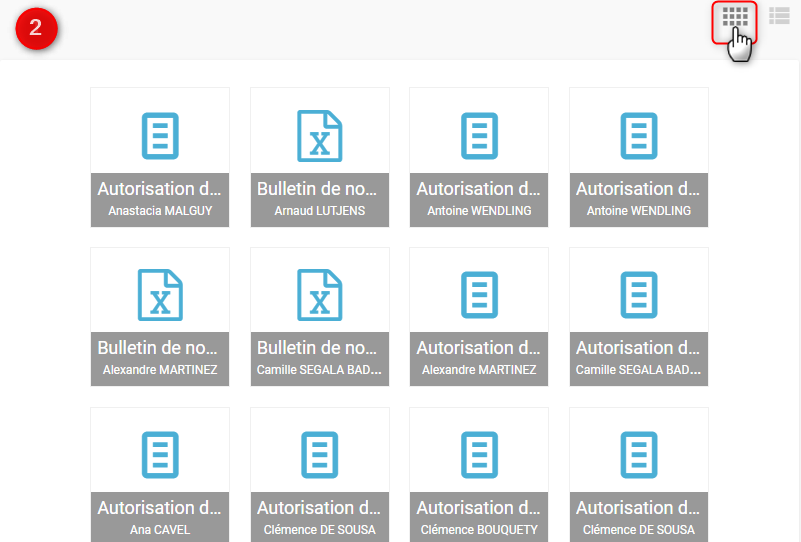 2
Autorisation d...
Anastacia MALGUY
Bulletin de no...
Arnaud LUTJENS
Autorisation d...
Antoine WENDLING
Autorisation d...
Antoine WENDLING
Bulletin de no...
Alexandre MARTINEZ
Bulletin de no...
Camille SEGALA BAD...
Autorisation d...
Alexandre MARTINEZ
Autorisation d...
Camille SEGALA BAD...
Autorisation d...
Ana CAVEL
Autorisation d...
Clémence DE SOUSA
Autorisation d...
Clémence BOUQUETY
Autorisation d...
Clémence DE SOUSA